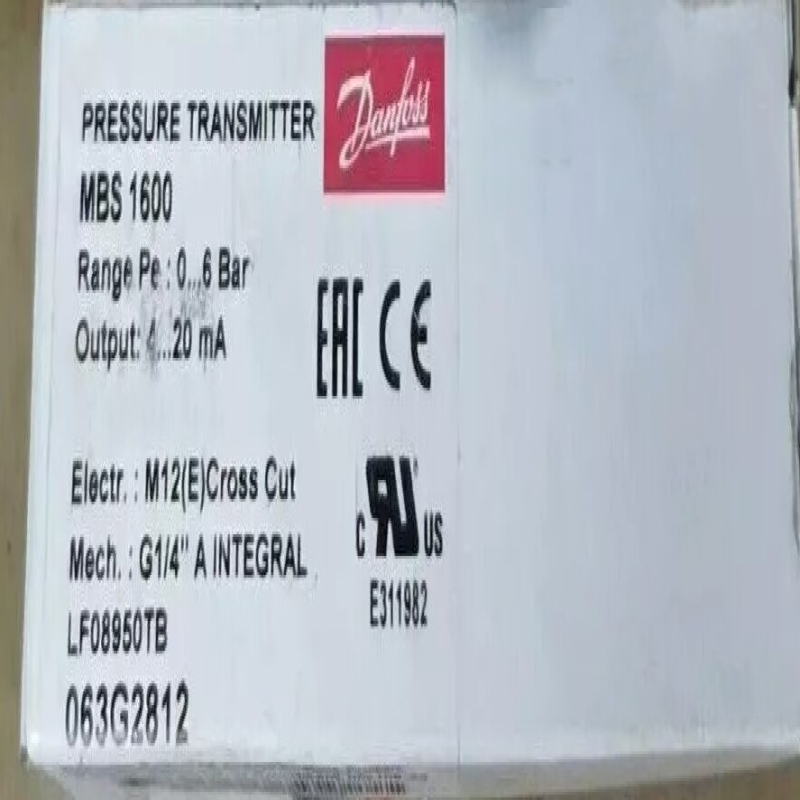 Danfoss
PRESSURE TRANSMITTER
MBS 1600
Range Pe : 0...6 Bar
Output: 4...20 mA
EAC CE
Electr. : M12(E)Cross Cut
Mech. : G1/4" A INTEGRAL
c RU US
E311982
LF08950TB
063G2812